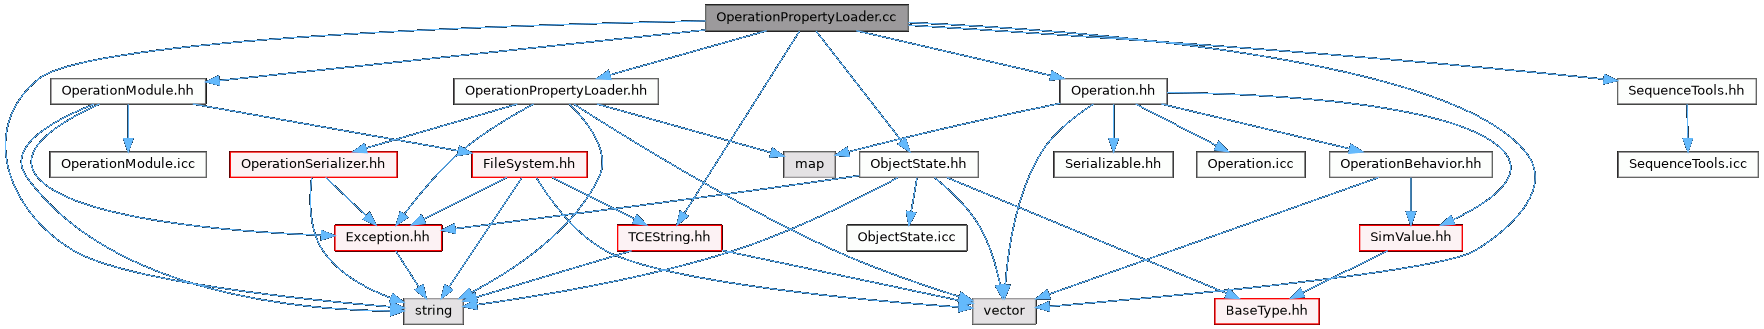 OperationPropertyLoader.cc
OperationModule.hh
OperationPropertyLoader.hh
Operation.hh
SequenceTools.hh
OperationModule.icc
OperationSerializer.hh
FileSystem.hh
map
ObjectState.hh
Serializable.hh
Operation.icc
OperationBehavior.hh
SequenceTools.icc
Exception.hh
TCEString.hh
ObjectState.icc
SimValue.hh
string
vector
BaseType.hh